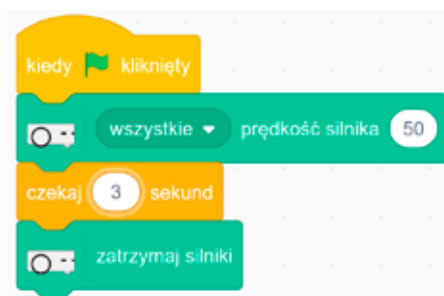 kiedy kliknięty
wszystkie prędkość silnika 50
czekaj 3 sekund
zatrzymaj silniki